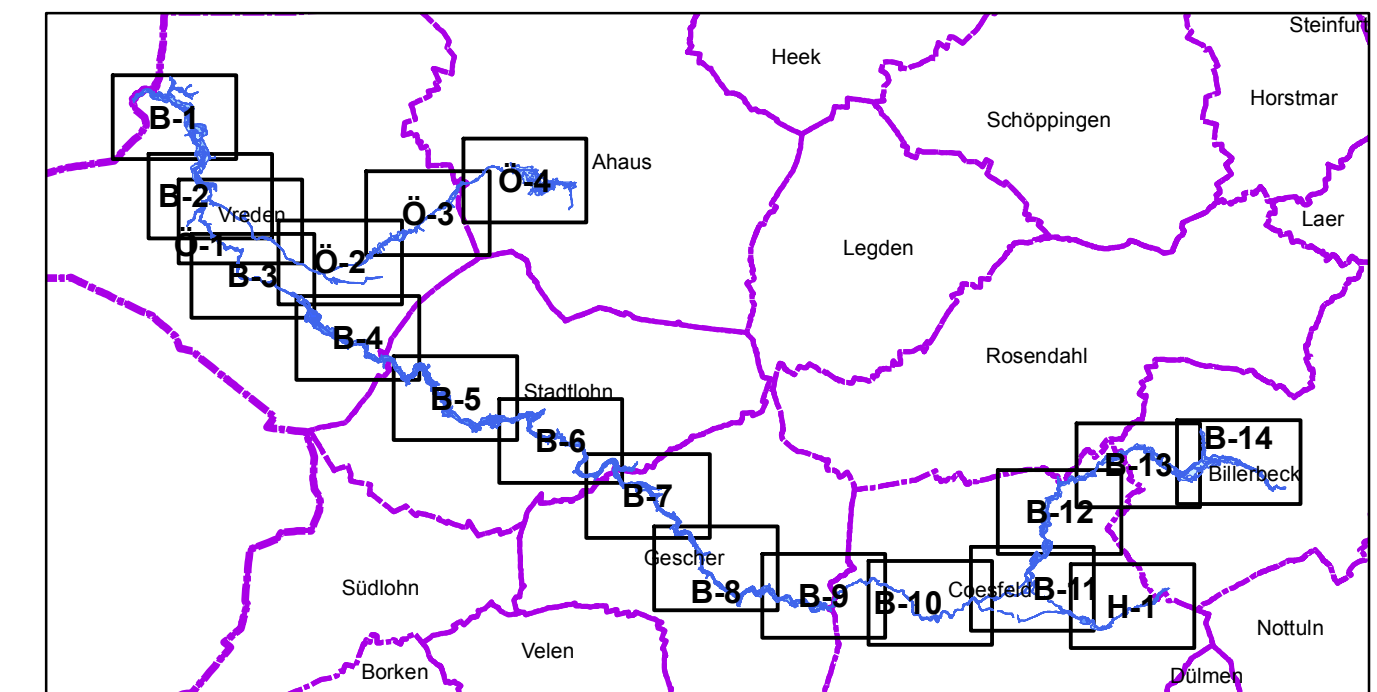 Steinfurt
Heek
Horstmar
B-1
Schöppingen
Ahaus
Ö-4
B-2
Vreden
Ö-3
Laer
Ö-1
Legden
Ö-2
B-3
B-4
Rosendahl
Stadtlohn
B-5
B-6
B-14
B-13
Billerbeck
B-7
B-12
Gescher
Südlohn
B-8
B-9
B-10
Coesfeld
B-11
H-1
Nottuln
Velen
Borken
Dülmen